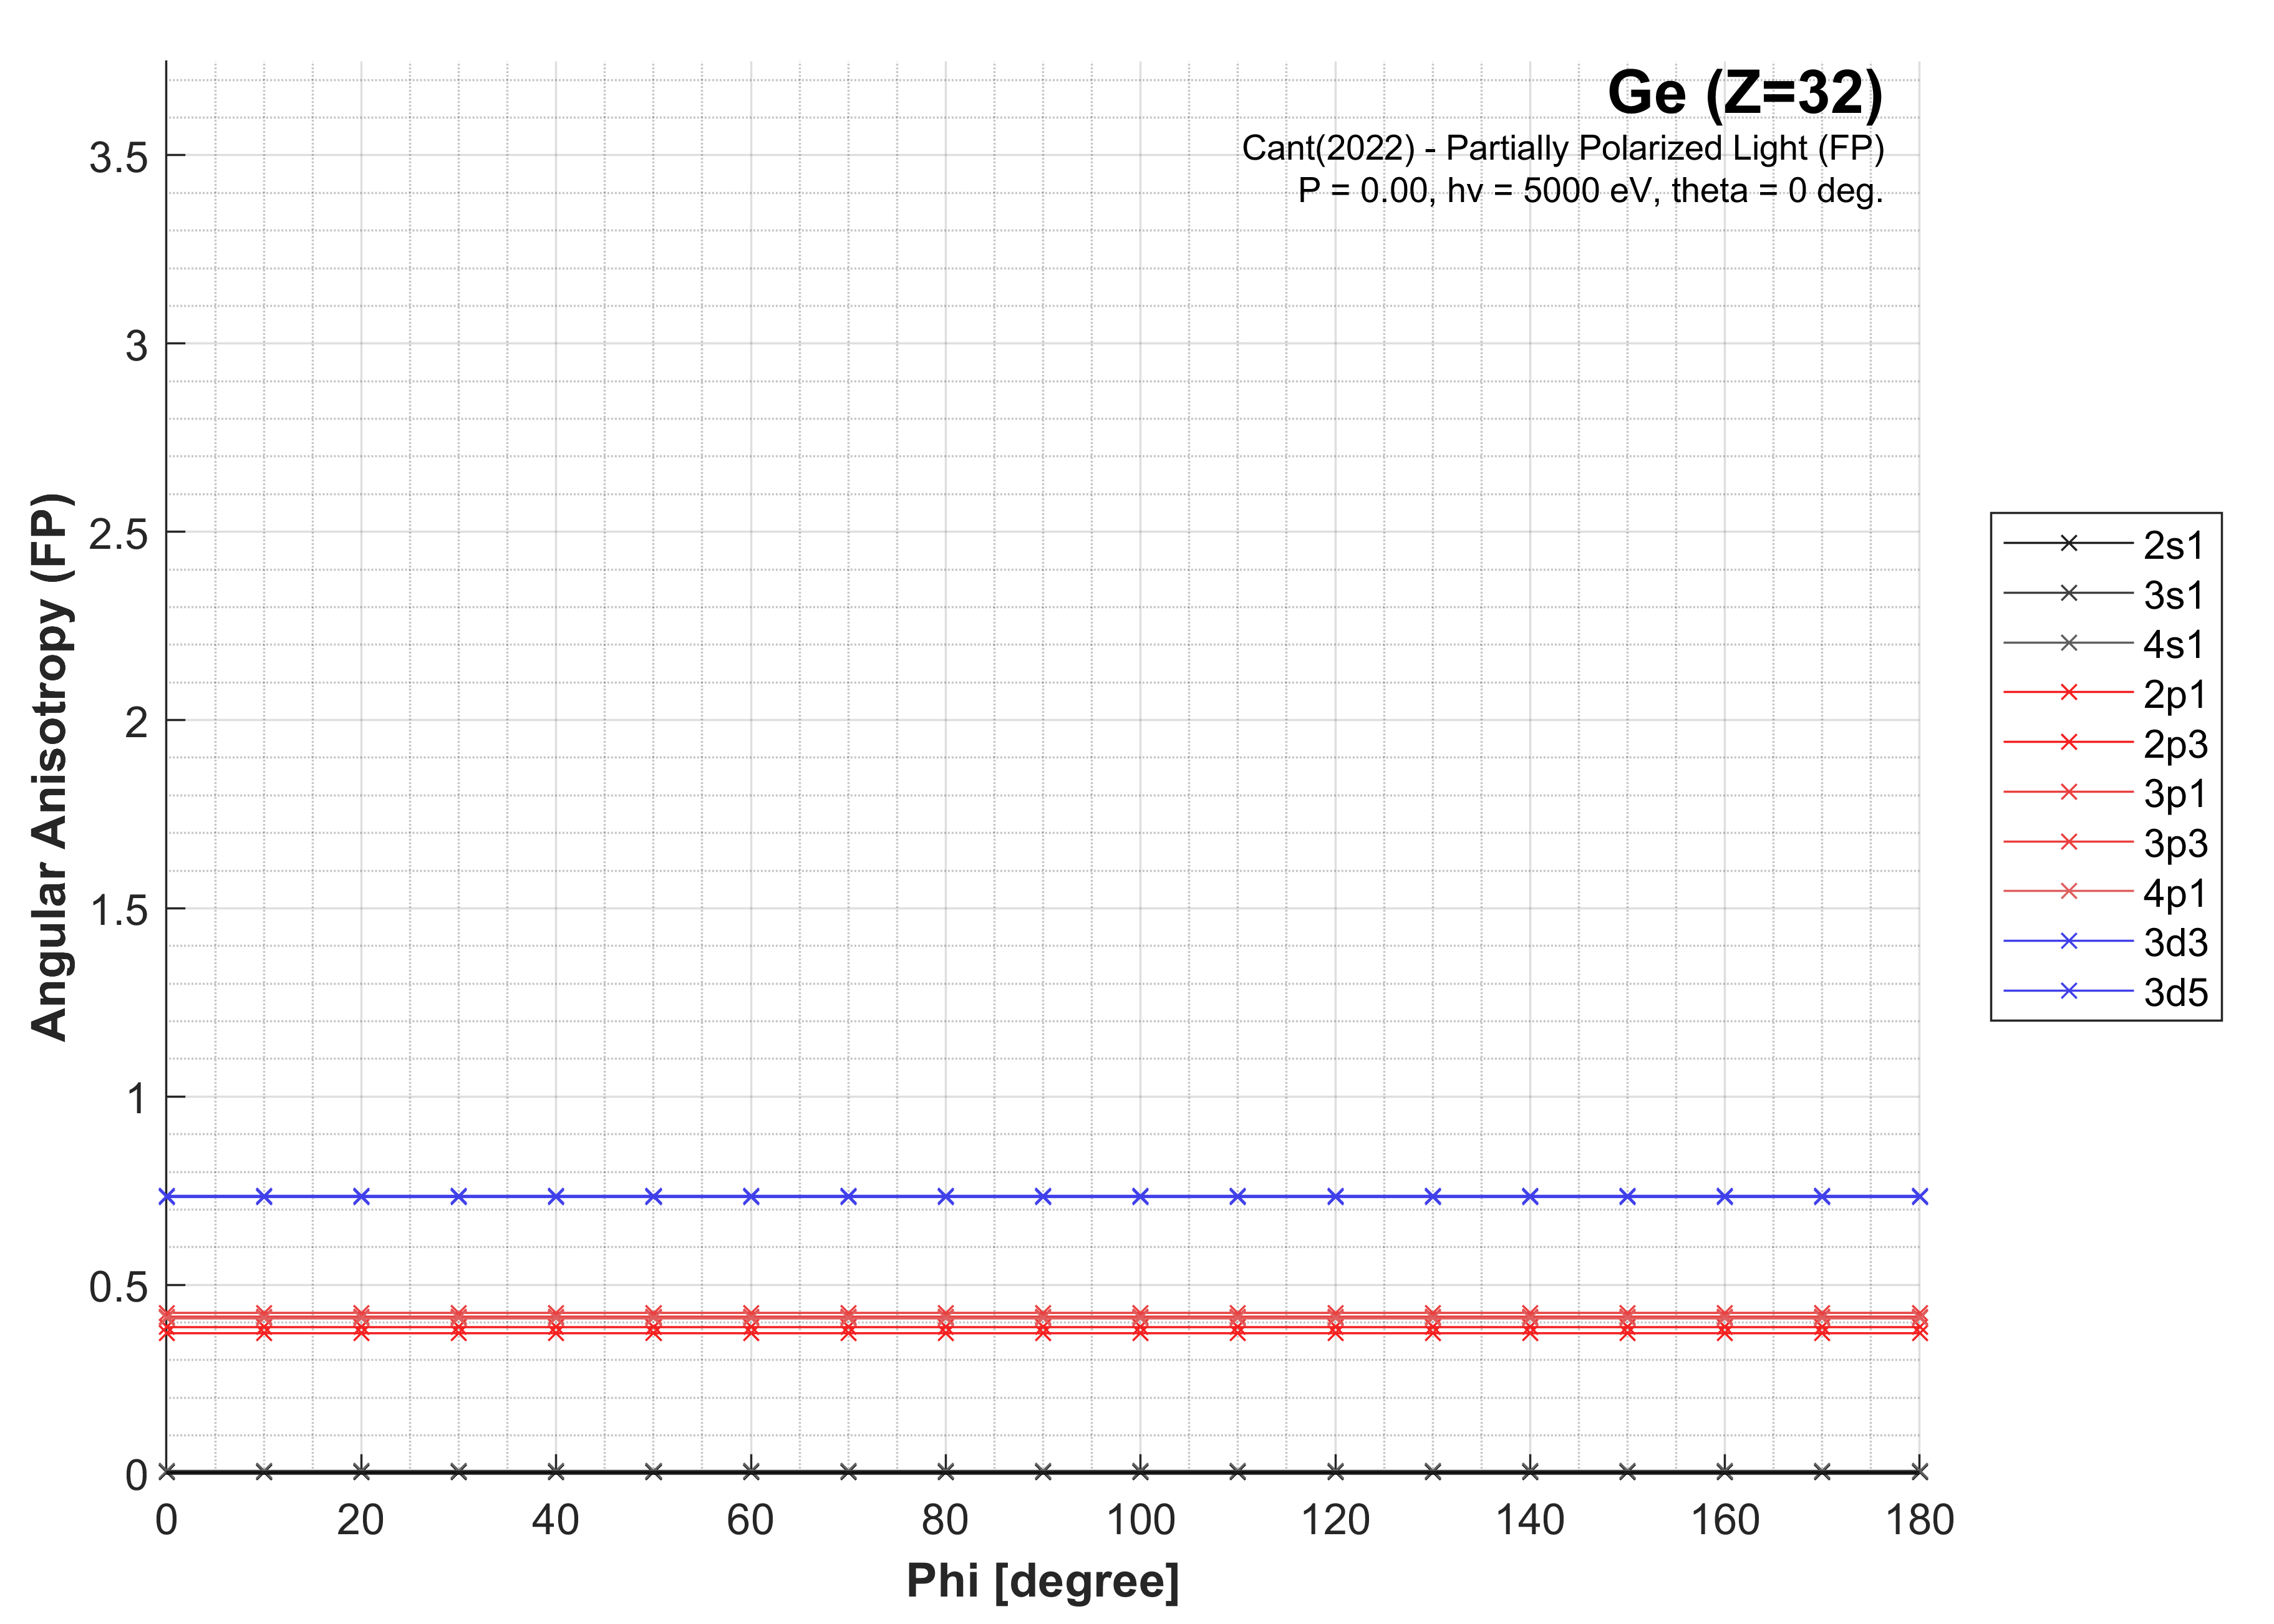 Ge (Z=32)
Cant(2022) - Partially Polarized Light (FP)
P = 0.00, hv = 5000 eV, theta = 0 deg.
Angular Anisotropy (FP)
3.5
3
2.5
2
1.5
1
0.5
0
0 20 40 60 80 100 120 140 160 180
Phi [degree]
2s1
3s1
4s1
2p1
2p3
3p1
3p3
4p1
3d3
3d5